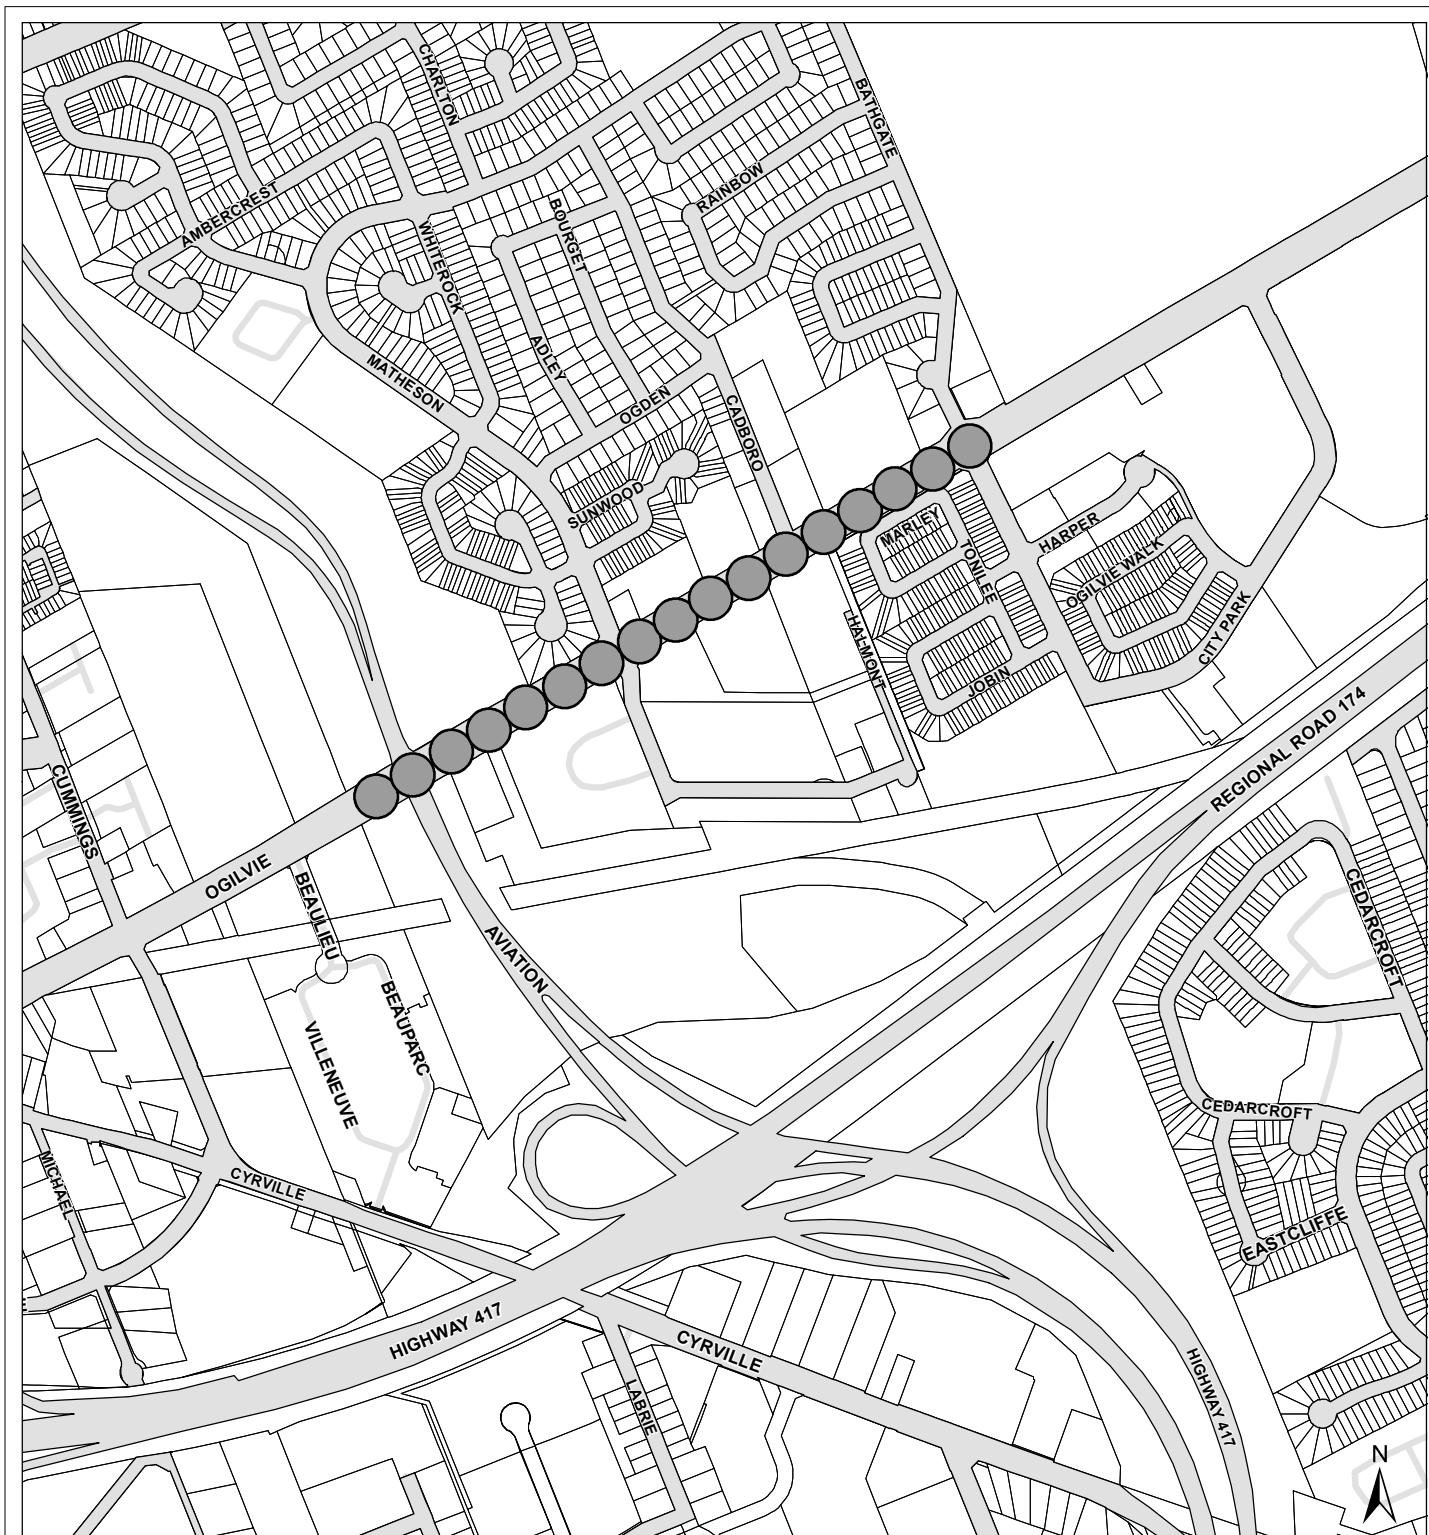 CHARLTON
BATHGATE
RAINBOW
AMBERCREST
BOURGET
WHITEROCK
ADLEY
MATHESON
OGDEN
CADBORO
SUNWOOD
MARLEY
HARPER
TONILEE
OGILVIE WALK
CITY PARK
HALMONT
JOBIN
REGIONAL ROAD 174
CUMMINGS
OGILVIE
BEAULIEU
CEDARCROFT
AVIATION
BEAUPARC
VILLENEUVE
CEDARCROFT
MICHAEL
CYRVILLE
EASTCLIFFE
HIGHWAY 417
CYRVILLE
HIGHWAY 417
LABRIE
N